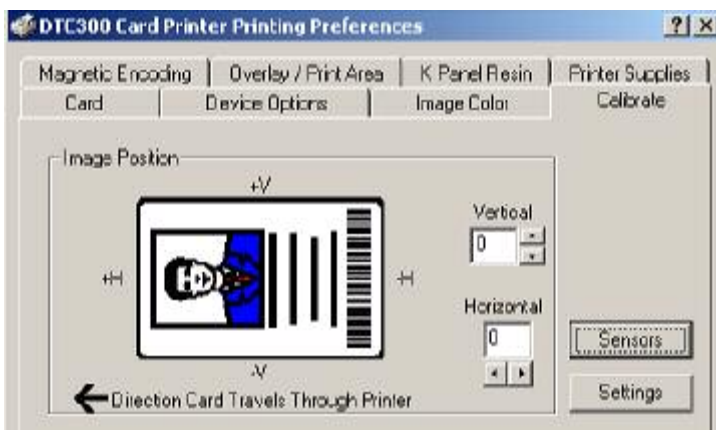 DTC300 Card Printer Printing Preferences
Magnetic Encoding Overlay / Print Area K Panel Resin Printer Supplies
Card Device Options Image Color Calibrate
Image Position
+V
Vertical
0
+H -H
Horizontal
0
Sensors
-V
Settings
Direction Card Travels Through Printer